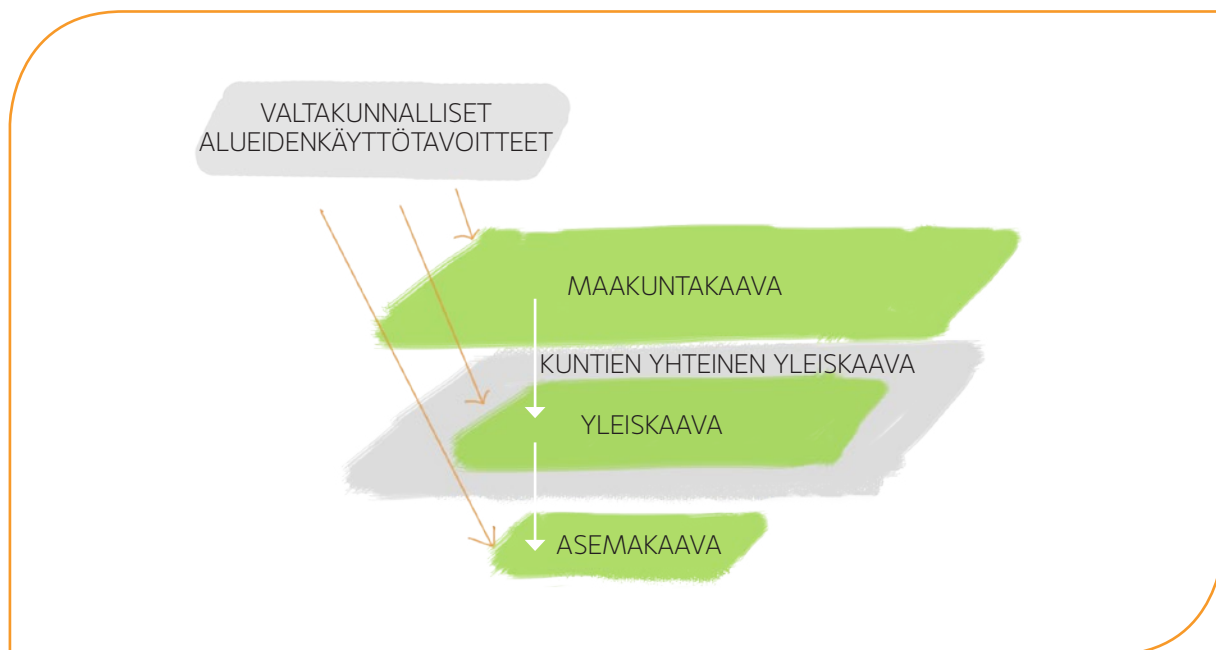 VALTAKUNNALLISET
ALUEIDENKÄYTTÖTAVOITTEET
MAAKUNTAKAAVA
KUNTIEN YHTEINEN YLEISKAAVA
YLEISKAAVA
ASEMAKAAVA